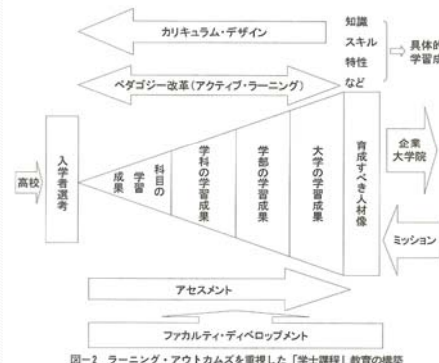 カリキュラム・デザイン
知識
スキル
特性
など
具体的
学習成
ペダゴジー改革(アクティブ・ラーニング)
高校
入学者選考
科目の
学習
成果
学科の学習成果
学部の学習成果
大学の学習成果
育成すべき人材像
企業
大学院
ミッション
アセスメント
ファカルティ・ディベロップメント
図-2 ラーニング・アウトカムズを重視した「学士課程」教育の構築